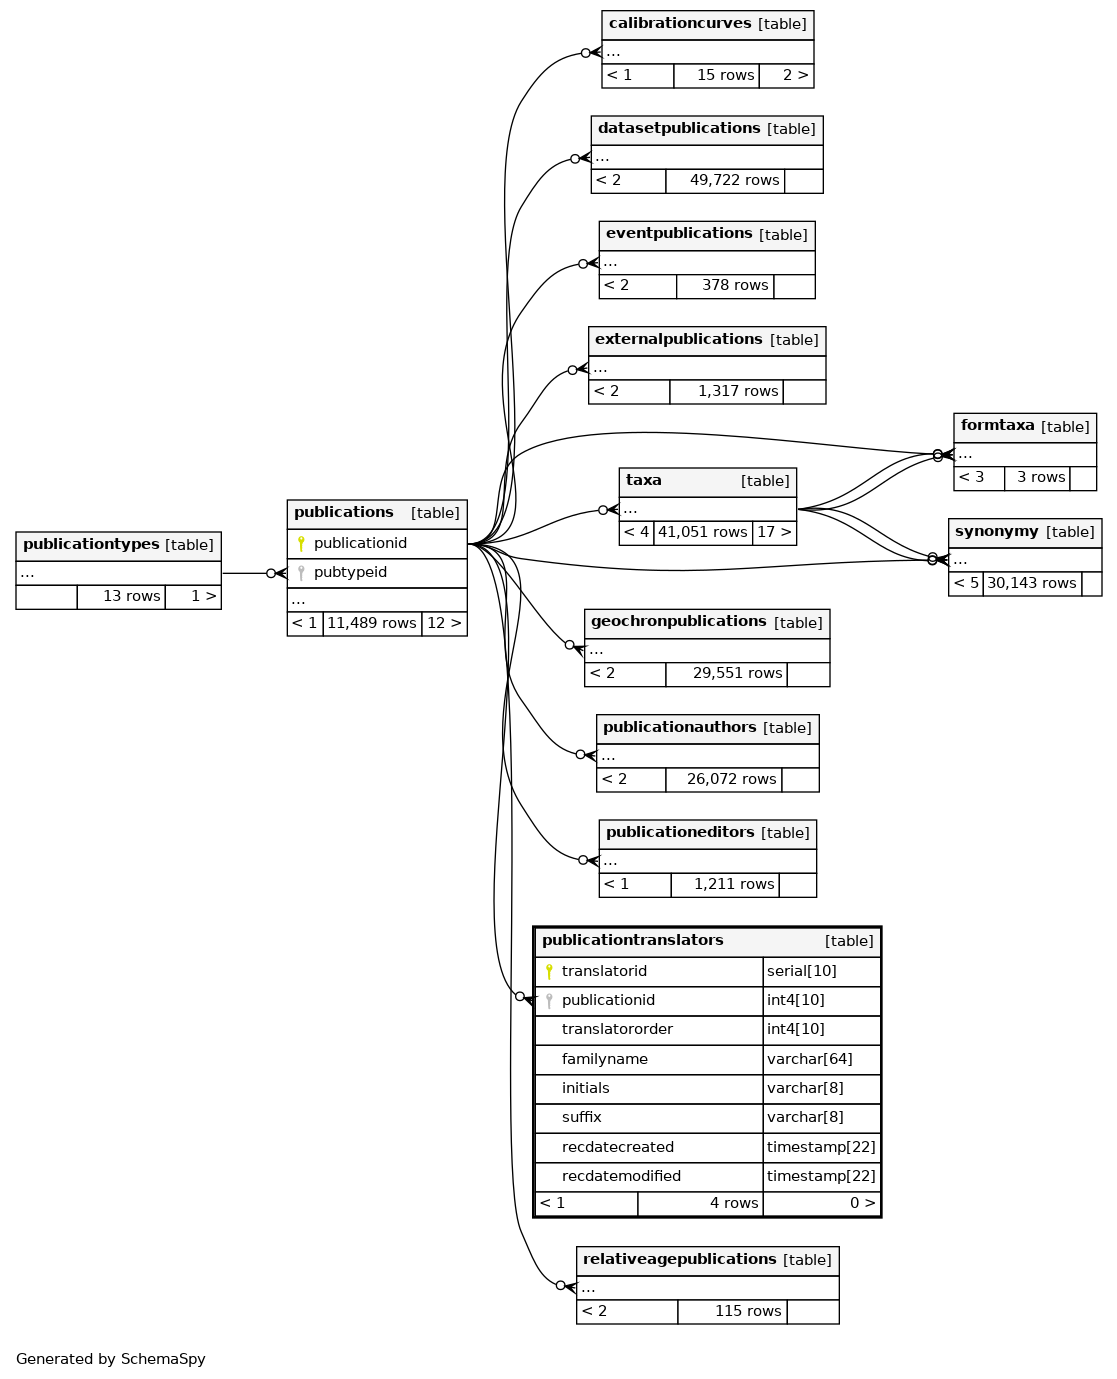 calibrationcurves [table]
...
< 1 15 rows 2 >
datasetpublications [table]
...
< 2 49,722 rows
eventpublications [table]
...
< 2 378 rows
externalpublications [table]
...
< 2 1,317 rows
formtaxa [table]
...
< 3 3 rows
taxa [table]
...
< 4 41,051 rows 17 >
synonymy [table]
...
< 5 30,143 rows
publications [table]
publicationid
pubtypeid
...
< 1 11,489 rows 12 >
publicationtypes [table]
...
13 rows 1 >
geochronpublications [table]
...
< 2 29,551 rows
publicationauthors [table]
...
< 2 26,072 rows
publicationeditors [table]
...
< 1 1,211 rows
publicationtranslators [table]
translatorid serial[10]
publicationid int4[10]
translatororder int4[10]
familyname varchar[64]
initials varchar[8]
suffix varchar[8]
recdatecreated timestamp[22]
recdatemodified timestamp[22]
< 1 4 rows 0 >
relativeagepublications [table]
...
< 2 115 rows
Generated by SchemaSpy